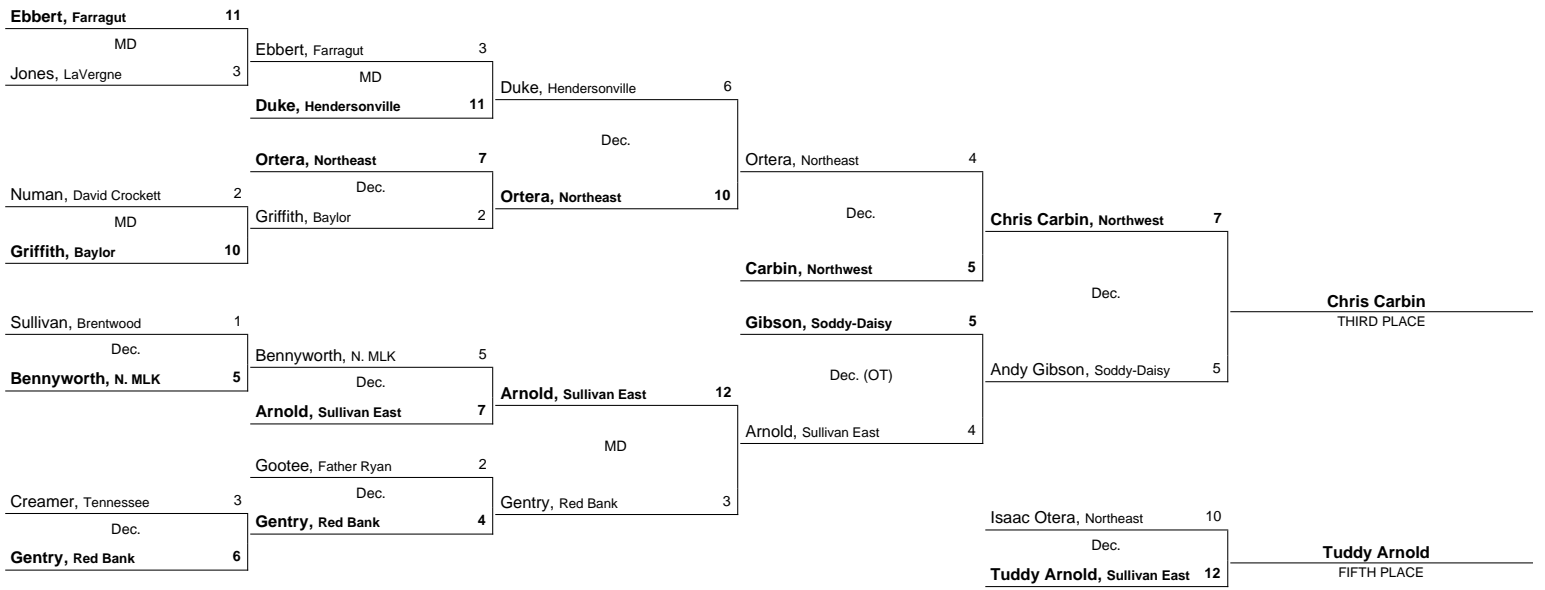 Ebbert, Farragut 11
MD
Jones, LaVergne 3
Numan, David Crockett 2
MD
Griffith, Baylor 10
Sullivan, Brentwood 1
Dec.
Bennyworth, N. MLK 5
Creamer, Tennessee 3
Dec.
Gentry, Red Bank 6
Ebbert, Farragut 3
MD
Duke, Hendersonville 11
Ortera, Northeast 7
Dec.
Griffith, Baylor 2
Bennyworth, N. MLK 5
Dec.
Arnold, Sullivan East 7
Gootee, Father Ryan 2
Dec.
Gentry, Red Bank 4
Duke, Hendersonville 6
Dec.
Ortera, Northeast 10
Arnold, Sullivan East 12
MD
Gentry, Red Bank 3
Ortera, Northeast 4
Dec.
Carbin, Northwest 5
Gibson, Soddy-Daisy 5
Dec. (OT)
Arnold, Sullivan East 4
Chris Carbin, Northwest 7
Dec.
Andy Gibson, Soddy-Daisy 5
Chris Carbin
THIRD PLACE
Isaac Otera, Northeast 10
Dec.
Tuddy Arnold, Sullivan East 12
Tuddy Arnold
FIFTH PLACE